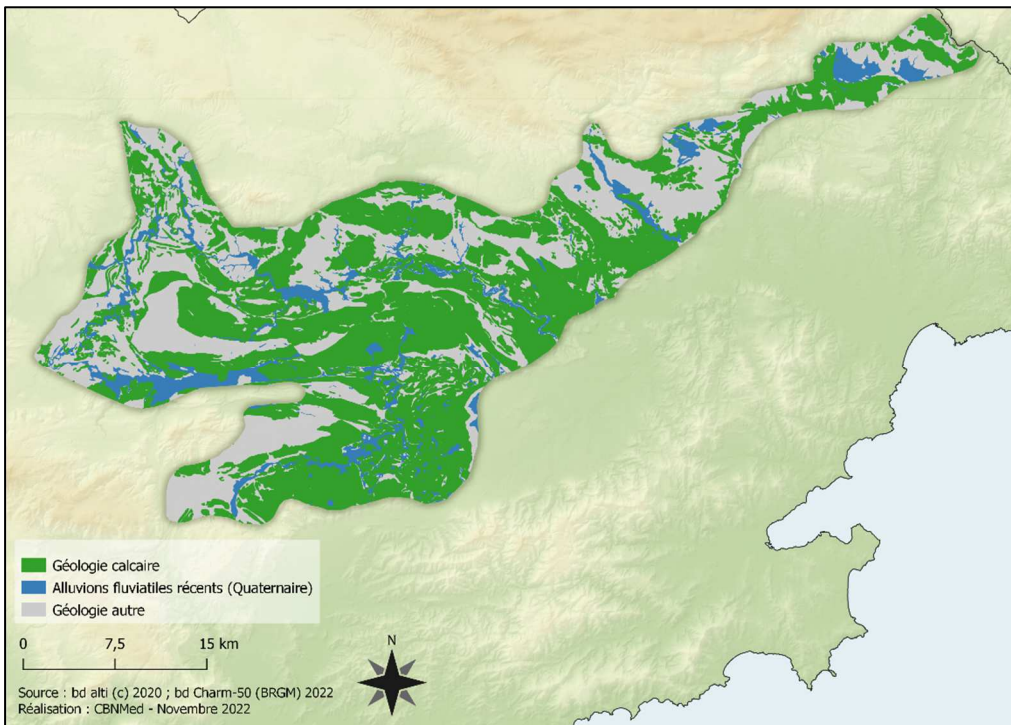 Géologie calcaire
Alluvions fluviatiles récents (Quaternaire)
Géologie autre
0 7,5 15 km
N
Source : bd alti (c) 2020 ; bd Charm-50 (BRGM) 2022
Réalisation : CBNMed - Novembre 2022